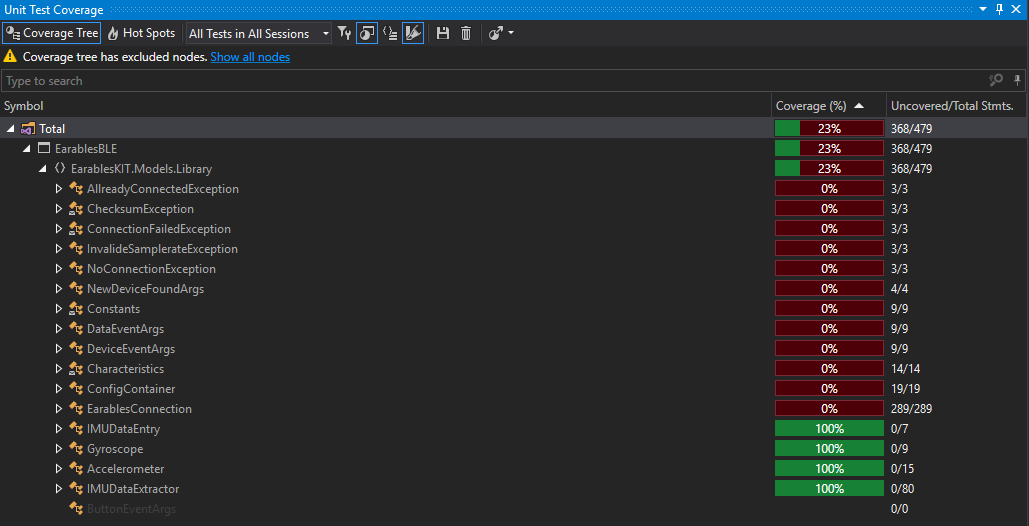 Unit Test Coverage
Coverage Tree Hot Spots All Tests in All Sessions
Coverage tree has excluded nodes. Show all nodes
Type to search
Symbol Coverage (%) Uncovered/Total Stmts.
Total 23% 368/479
EarablesBLE 23% 368/479
EarablesKIT.Models.Library 23% 368/479
AllreadyConnectedException 0% 3/3
ChecksumException 0% 3/3
ConnectionFailedException 0% 3/3
InvalideSamplerateException 0% 3/3
NoConnectionException 0% 3/3
NewDeviceFoundArgs 0% 4/4
Constants 0% 9/9
DataEventArgs 0% 9/9
DeviceEventArgs 0% 9/9
Characteristics 0% 14/14
ConfigContainer 0% 19/19
EarablesConnection 0% 289/289
IMUDataEntry 100% 0/7
Gyroscope 100% 0/9
Accelerometer 100% 0/15
IMUDataExtractor 100% 0/80
ButtonEventArgs 0/0